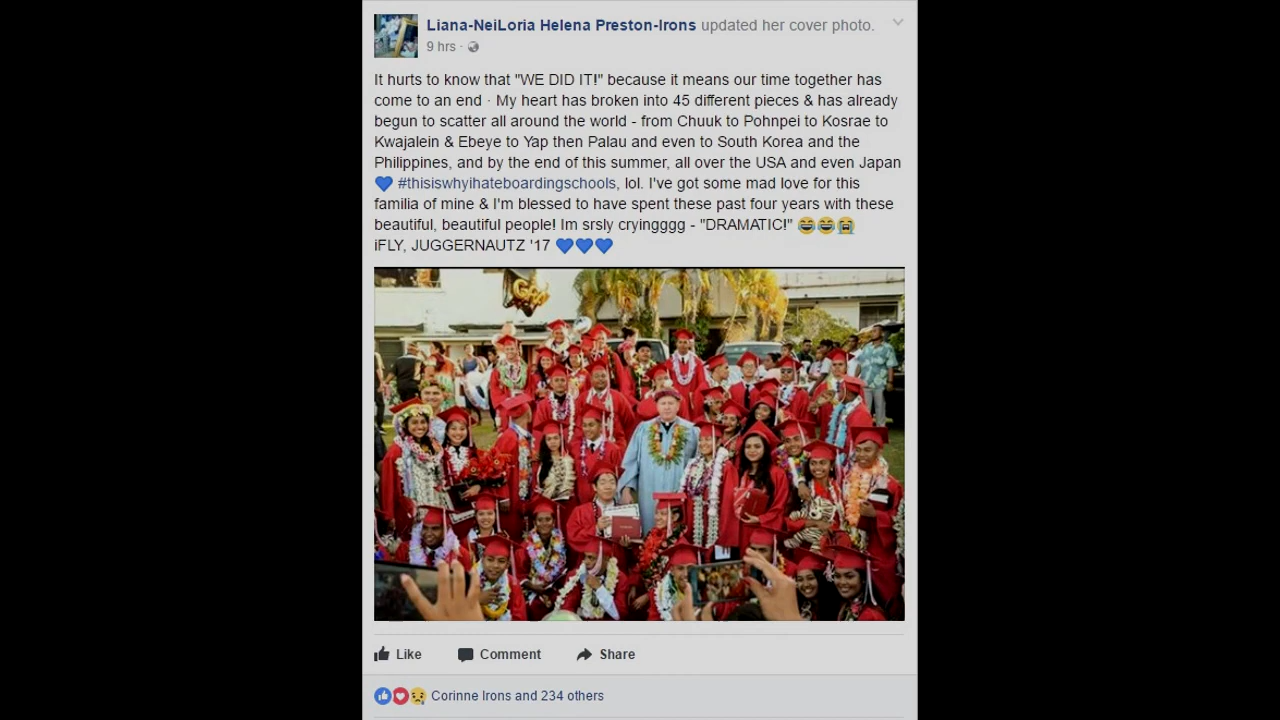 Liana-NeiLoria Helena Preston-Irons updated her cover photo.
9 hrs ·
It hurts to know that "WE DID IT!" because it means our time together has
come to an end · My heart has broken into 45 different pieces & has already
begun to scatter all around the world - from Chuuk to Pohnpei to Kosrae to
Kwajalein & Ebeye to Yap then Palau and even to South Korea and the
Philippines, and by the end of this summer, all over the USA and even Japan
💙 #thisiswhyihateboardingschools, lol. I've got some mad love for this
familia of mine & I'm blessed to have spent these past four years with these
beautiful, beautiful people! Im srsly cryingggg - "DRAMATIC!" 😂😂😭
iFLY, JUGGERNAUTZ '17 💙💙💙
Like Comment Share
Corinne Irons and 234 others